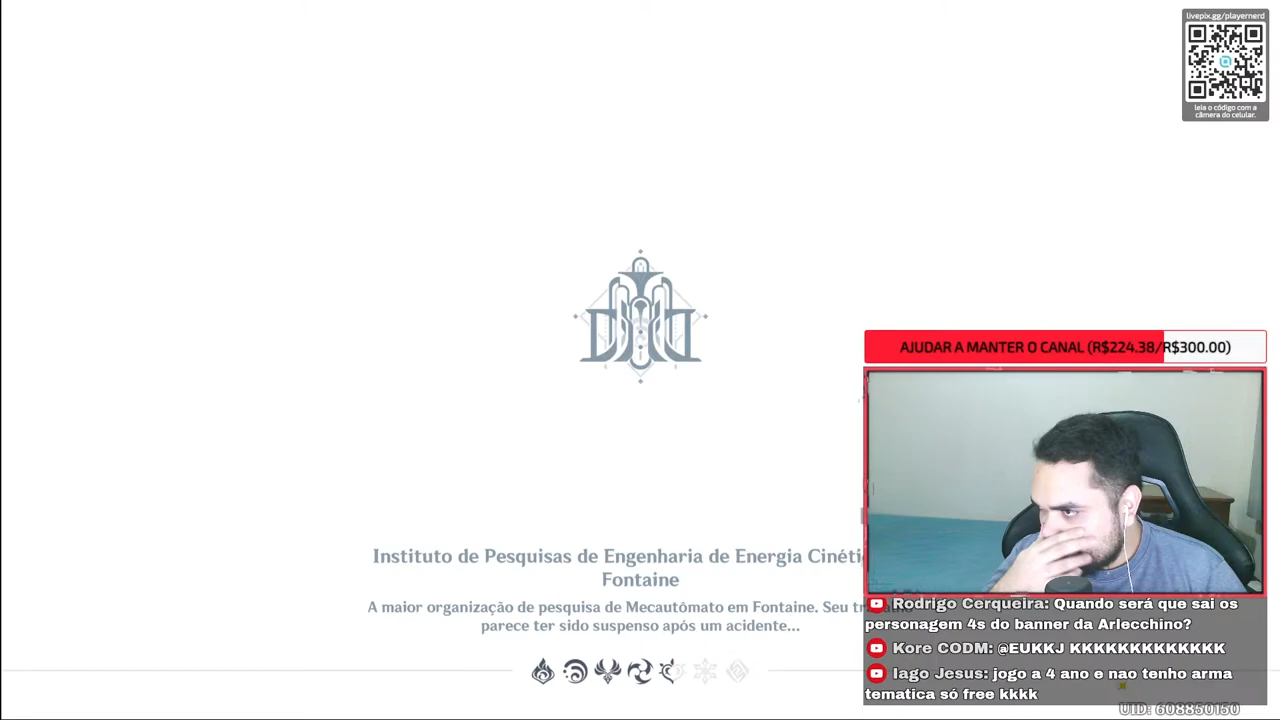 livepix.gg/playernerd
leia o código com a
câmera do celular.
AJUDAR A MANTER O CANAL (R$224.38/R$300.00)
Instituto de Pesquisas de Engenharia de Energia
Fontaine
A maior organização de pesquisa de Mecautômato em Fontaine. Seu
parece ter sido suspenso após um acidente...
Rodrigo Cerqueira: Quando será que sai os
personagem 4s do banner da Arlecchino?
Kore CODM: @EUKKJ KKKKKKKKKKKKK
Iago Jesus: jogo a 4 ano e nao tenho arma
tematica só free kkkk
UID: 608850150